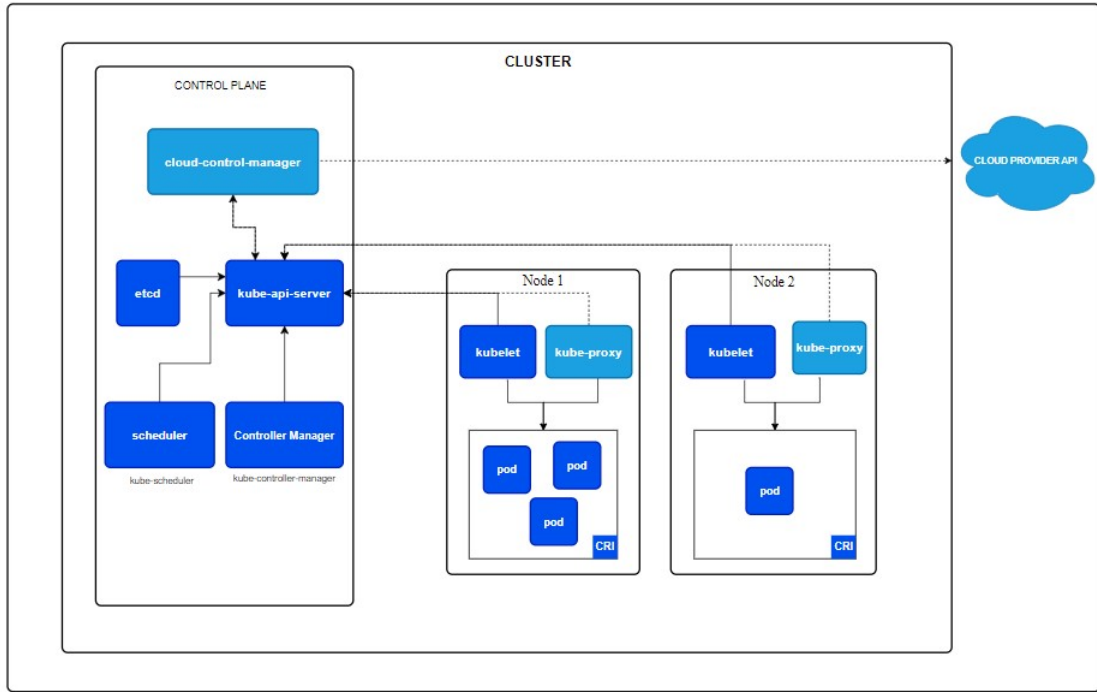 CLUSTER
CONTROL PLANE
cloud-control-manager
CLOUD PROVIDER API
etcd
kube-api-server
scheduler
kube-scheduler
Controller Manager
kube-controller-manager
Node 1
kubelet
kube-proxy
pod
pod
pod
CRI
Node 2
kubelet
kube-proxy
pod
CRI